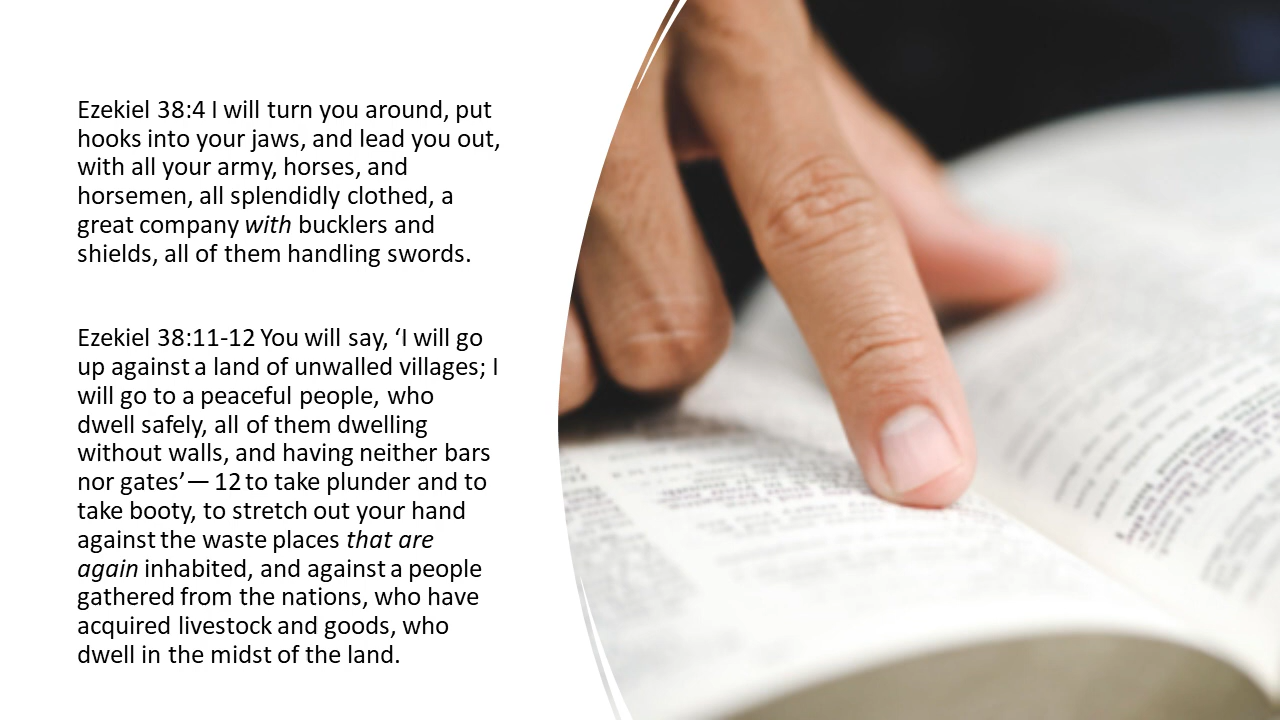 Ezekiel 38:4 I will turn you around, put
hooks into your jaws, and lead you out,
with all your army, horses, and
horsemen, all splendidly clothed, a
great company with bucklers and
shields, all of them handling swords.
Ezekiel 38:11-12 You will say, ‘I will go
up against a land of unwalled villages; I
will go to a peaceful people, who
dwell safely, all of them dwelling
without walls, and having neither bars
nor gates’— 12 to take plunder and to
take booty, to stretch out your hand
against the waste places that are
again inhabited, and against a people
gathered from the nations, who have
acquired livestock and goods, who
dwell in the midst of the land.